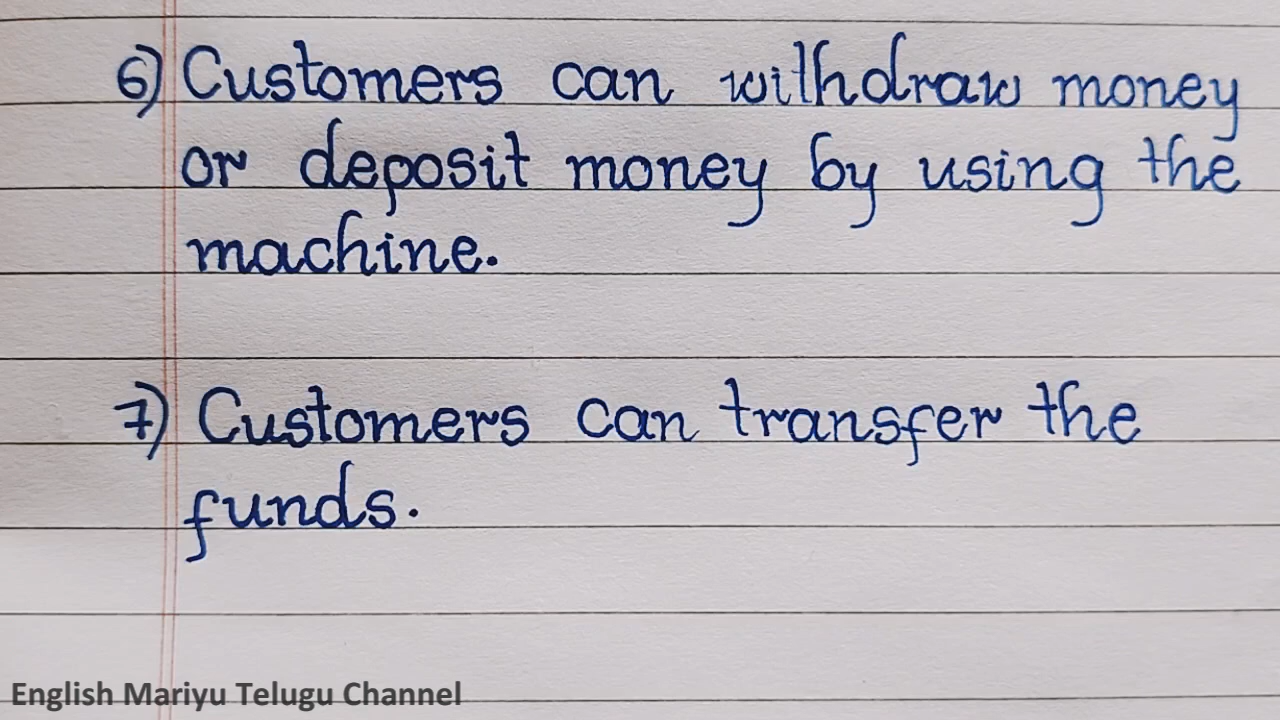 6) Customers can withdraw money
or deposit money by using the
machine.
7) Customers can transfer the
funds.
English Mariyu Telugu Channel